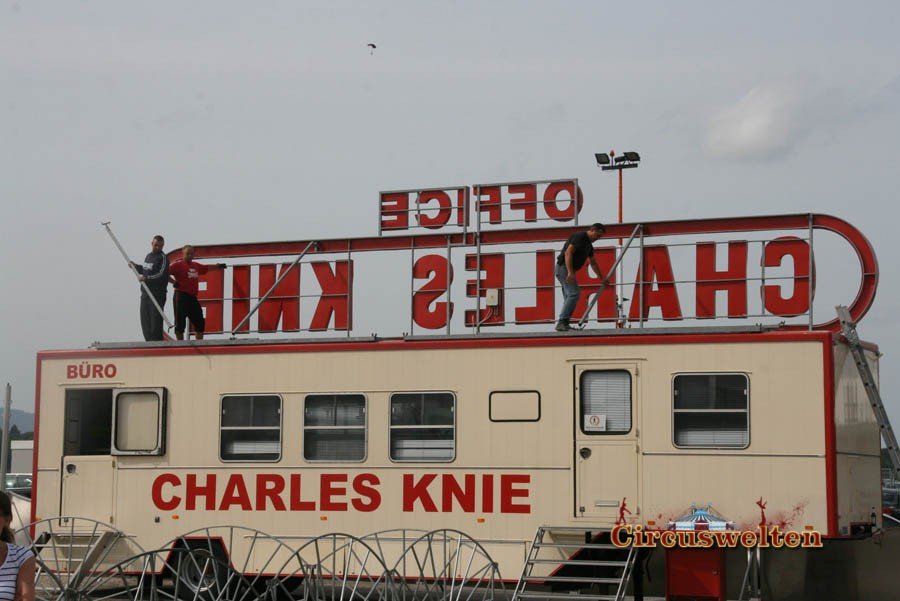 OFFICE
CHARLES KNIE
BÜRO
CHARLES KNIE
Circuswelten